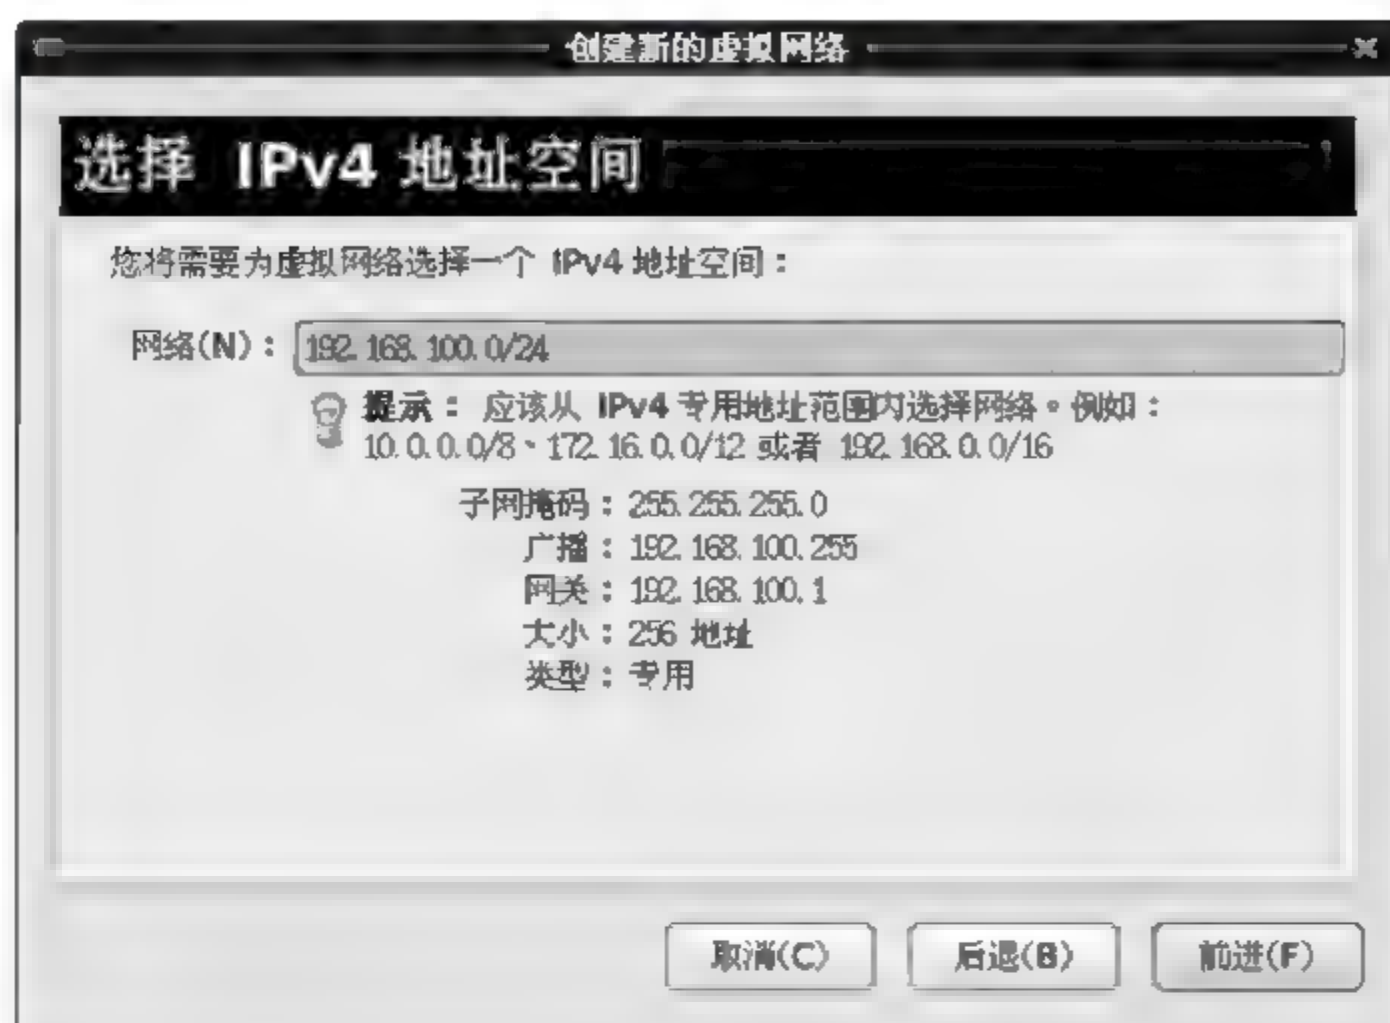 创建新的虚拟网络
选择 IPv4 地址空间
您将需要为虚拟网络选择一个 IPv4 地址空间：
网络(N)： 192.168.100.0/24
提示： 应该从 IPv4 专用地址范围内选择网络。例如：
10.0.0.0/8、172.16.0.0/12 或者 192.168.0.0/16
子网掩码：255.255.255.0
广播：192.168.100.255
网关：192.168.100.1
大小：256 地址
类型：专用
取消(C) 后退(B) 前进(F)